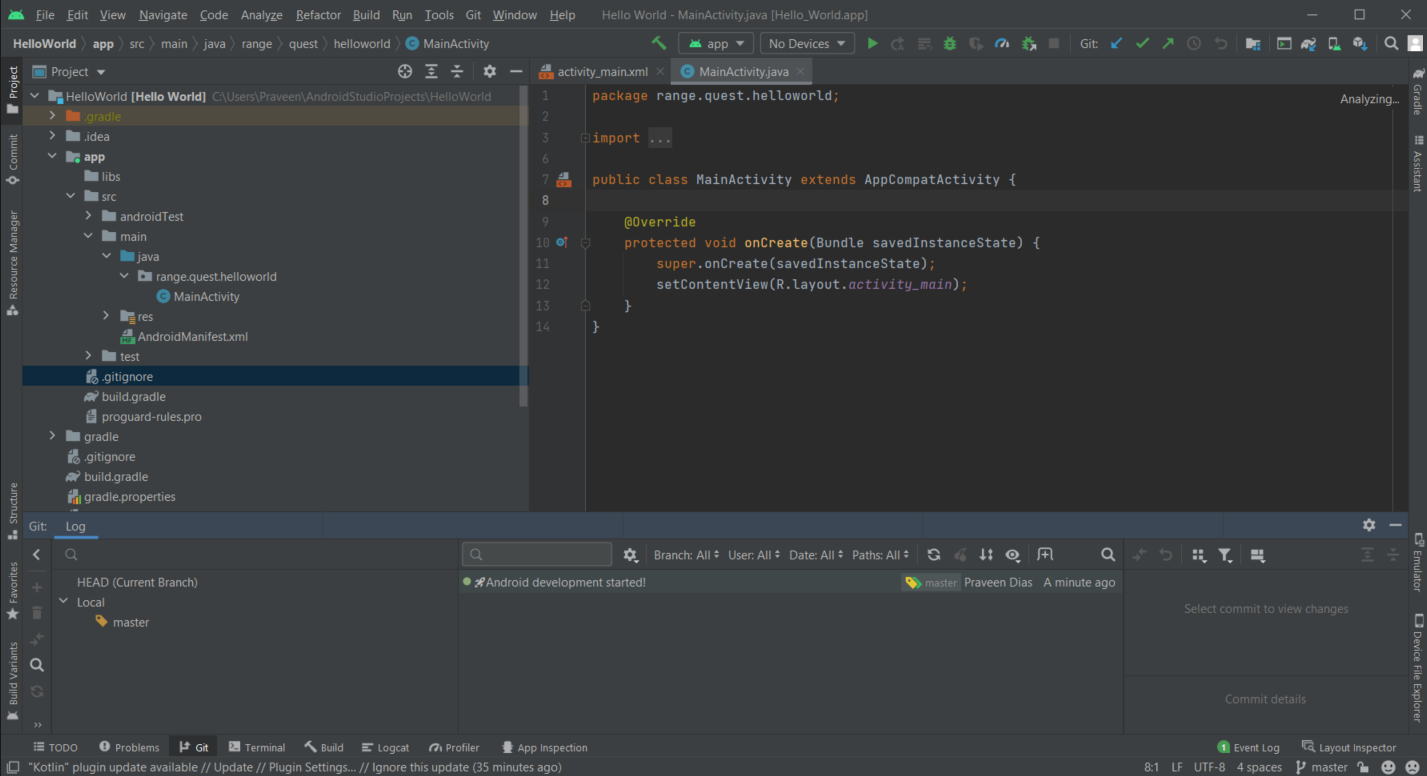 File Edit View Navigate Code Analyze Refactor Build Run Tools Git Window Help Hello World - MainActivity.java [Hello_World.app]
HelloWorld app src main java range quest helloworld MainActivity app No Devices Git:
Project
activity_main.xml MainActivity.java
Project
Commit
Resource Manager
Structure
Favorites
Build Variants
HelloWorld [Hello World] C:\Users\Praveen\AndroidStudioProjects\HelloWorld
.gradle
.idea
app
libs
src
androidTest
main
java
range.quest.helloworld
MainActivity
res
AndroidManifest.xml
test
.gitignore
build.gradle
proguard-rules.pro
gradle
.gitignore
build.gradle
gradle.properties
1 package range.quest.helloworld;
2
3 import ...
6
7 public class MainActivity extends AppCompatActivity {
8
9 @Override
10 protected void onCreate(Bundle savedInstanceState) {
11 super.onCreate(savedInstanceState);
12 setContentView(R.layout.activity_main);
13 }
14 }
Analyzing...
Gradle
Assistant
Emulator
Device File Explorer
Git: Log
Branch: All User: All Date: All Paths: All
HEAD (Current Branch)
Local
master
🚀Android development started! master Praveen Dias A minute ago
Select commit to view changes
Commit details
TODO Problems Git Terminal Build Logcat Profiler App Inspection 1 Event Log Layout Inspector
"Kotlin" plugin update available // Update // Plugin Settings... // Ignore this update (35 minutes ago) 8:1 LF UTF-8 4 spaces master